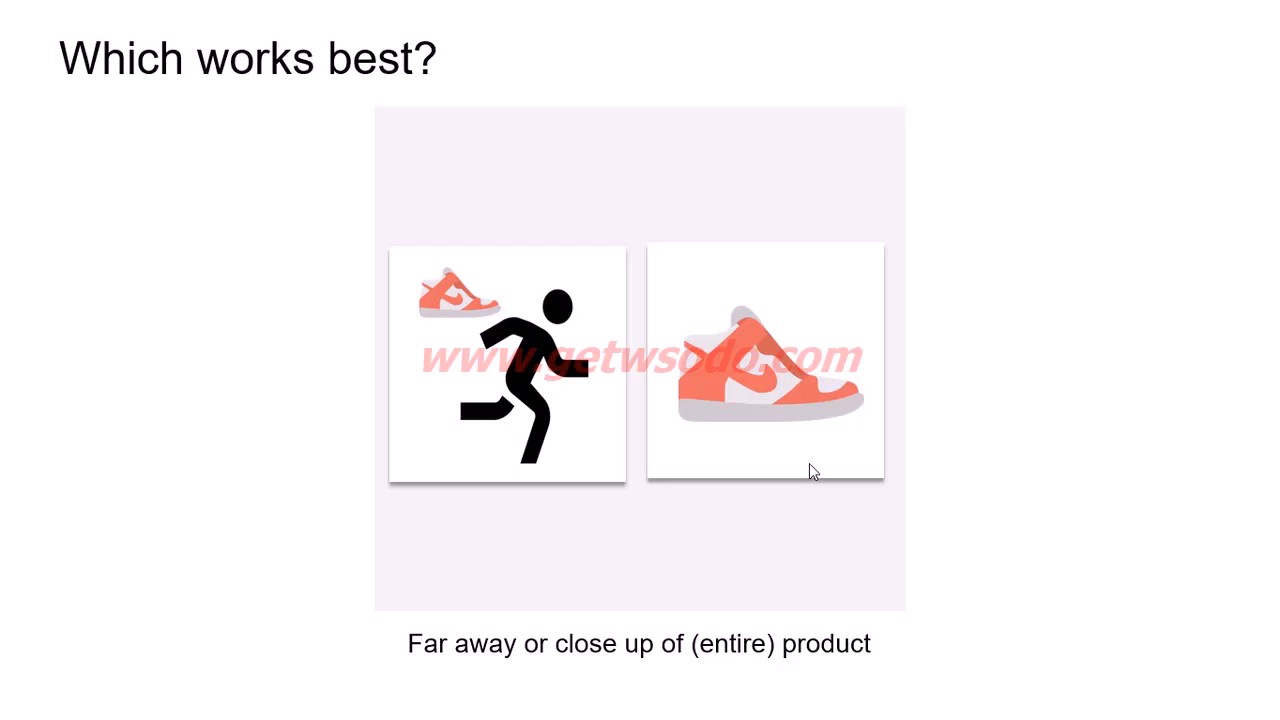 Which works best?
www.getwsodo.com
Far away or close up of (entire) product